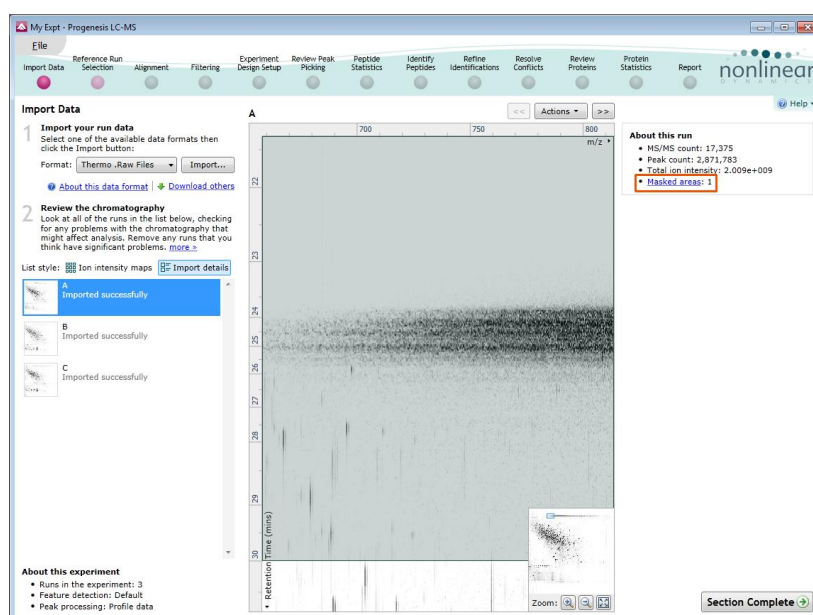 My Expt - Progenesis LC-MS
File
Import Data
Reference Run
Selection
Alignment
Filtering
Experiment
Design Setup
Review Peak
Picking
Peptide
Statistics
Identify
Peptides
Refine
Identifications
Resolve
Conflicts
Review
Proteins
Protein
Statistics
Report
nonlinear
DYNAMICS
Import Data
Help
1 Import your run data
Select one of the available data formats then
click the Import button:
Format: Thermo .Raw Files Import...
About this data format Download others
2 Review the chromatography
Look at all of the runs in the list below, checking
for any problems with the chromatography that
might affect analysis. Remove any runs that you
think have significant problems. more »
List style: Ion intensity maps Import details
A
Imported successfully
B
Imported successfully
C
Imported successfully
About this experiment
• Runs in the experiment: 3
• Feature detection: Default
• Peak processing: Profile data
A
<< Actions >>
700 750 800
m/z
22
23
24
25
26
27
28
29
30
Retention Time (mins)
Zoom:
About this run
• MS/MS count: 17,375
• Peak count: 2,871,783
• Total ion intensity: 2.009e+009
• Masked areas: 1
Section Complete